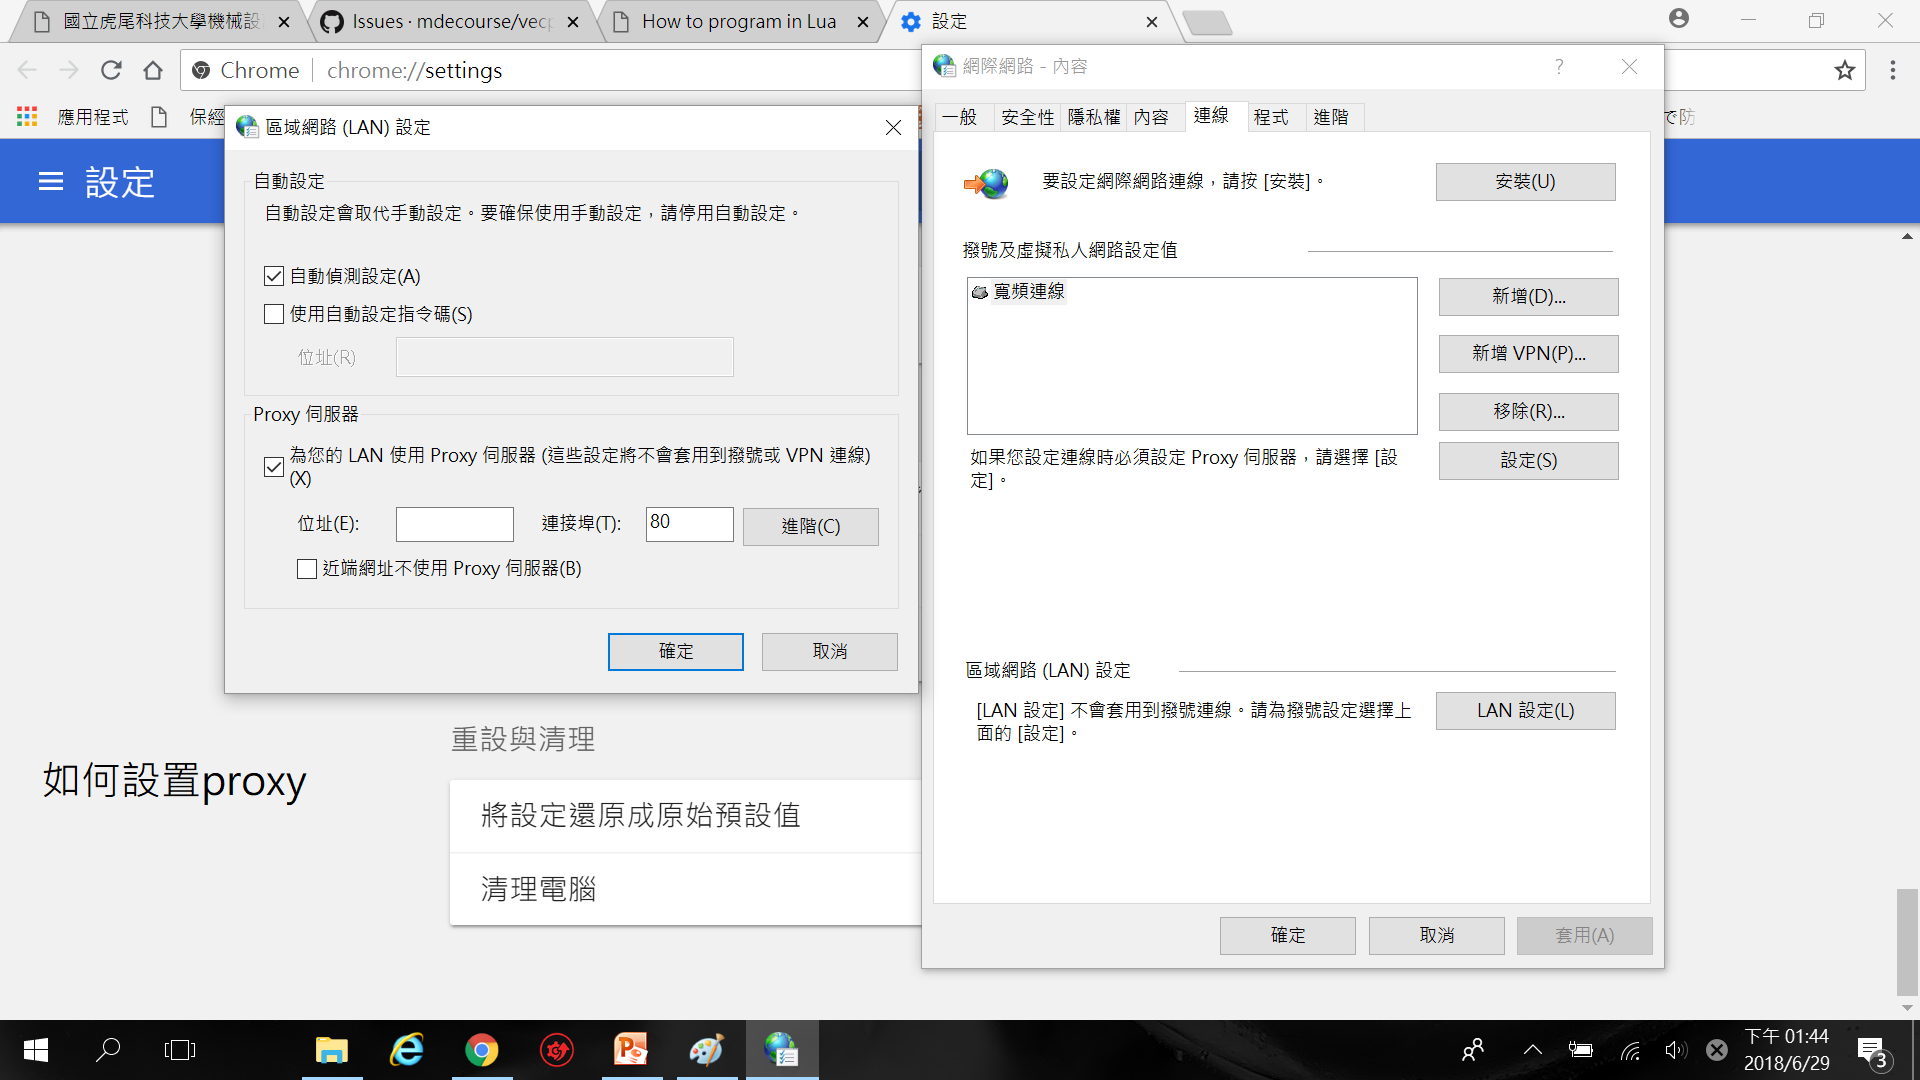 國立虎尾科技大學機械設
Issues · mdecourse/vecp
How to program in Lua
設定
Chrome
chrome://settings
應用程式
保經
で防
設定
區域網路 (LAN) 設定
自動設定
自動設定會取代手動設定。要確保使用手動設定，請停用自動設定。
自動偵測設定(A)
使用自動設定指令碼(S)
位址(R)
Proxy 伺服器
為您的 LAN 使用 Proxy 伺服器 (這些設定將不會套用到撥號或 VPN 連線)
(X)
位址(E):
連接埠(T):
80
進階(C)
近端網址不使用 Proxy 伺服器(B)
確定
取消
網際網路 - 內容
?
一般
安全性
隱私權
內容
連線
程式
進階
要設定網際網路連線，請按 [安裝]。
安裝(U)
撥號及虛擬私人網路設定值
寬頻連線
新增(D)...
新增 VPN(P)...
移除(R)...
如果您設定連線時必須設定 Proxy 伺服器，請選擇 [設
定]。
設定(S)
區域網路 (LAN) 設定
[LAN 設定] 不會套用到撥號連線。請為撥號設定選擇上
面的 [設定]。
LAN 設定(L)
確定
取消
套用(A)
重設與清理
如何設置proxy
將設定還原成原始預設值
清理電腦
下午 01:44
2018/6/29
3